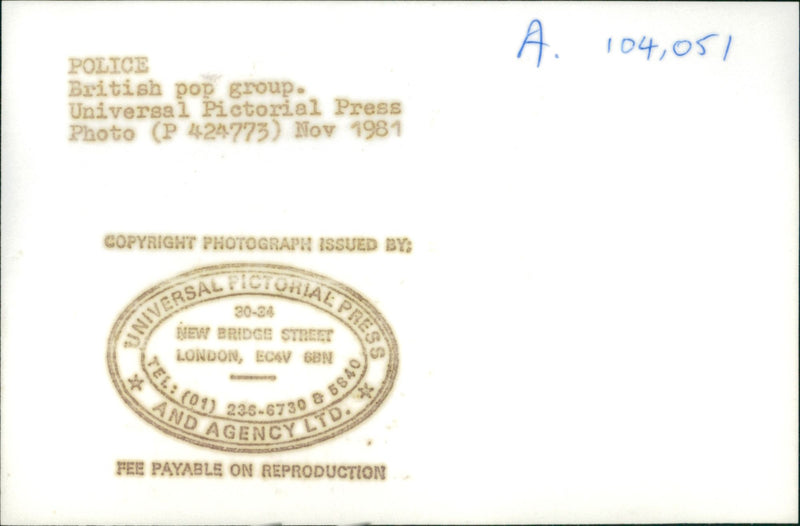 A. 104,051
POLICE
British pop group.
Universal Pictorial Press
Photo (P 424773) Nov 1981
COPYRIGHT PHOTOGRAPH ISSUED BY:
UNIVERSAL PICTORIAL PRESS
30-34
NEW BRIDGE STREET
LONDON, EC4V 6BN
TEL: (01) 236-6730 & 5840
AND AGENCY LTD.
FEE PAYABLE ON REPRODUCTION